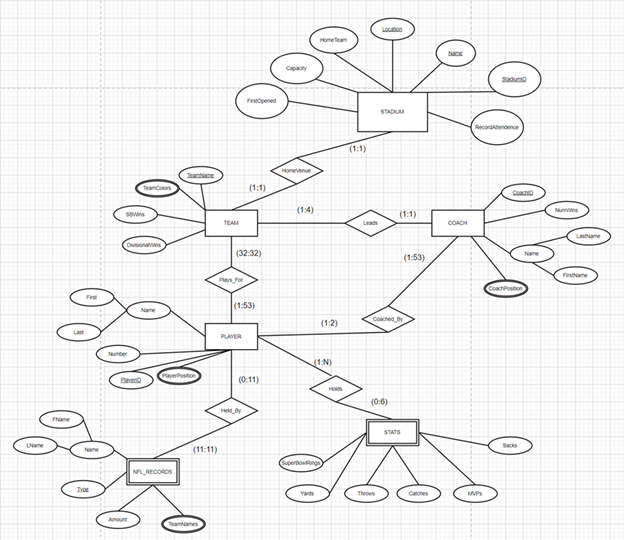 Location
HomeTeam
Name
Capacity
StadiumID
FirstOpened
STADIUM
RecordAttendence
(1:1)
HomeVenue
TeamName
TeamColors
(1:1)
CoachID
(1:4)
(1:1)
NumWins
SBWins
TEAM
Leads
COACH
LastName
DivisionalWins
Name
(32:32)
(1:53)
FirstName
Plays_For
CoachPosition
First
(1:53)
Name
Coached_By
(1:2)
Last
PLAYER
Number
(1:N)
PlayerID
PlayerPosition
(0:11)
Holds
(0:6)
Held_By
FName
STATS
LName
Name
(11:11)
Sacks
SuperBowlRings
NFL_RECORDS
Type
Yards
Throws
Catches
MVPs
Amount
TeamNames